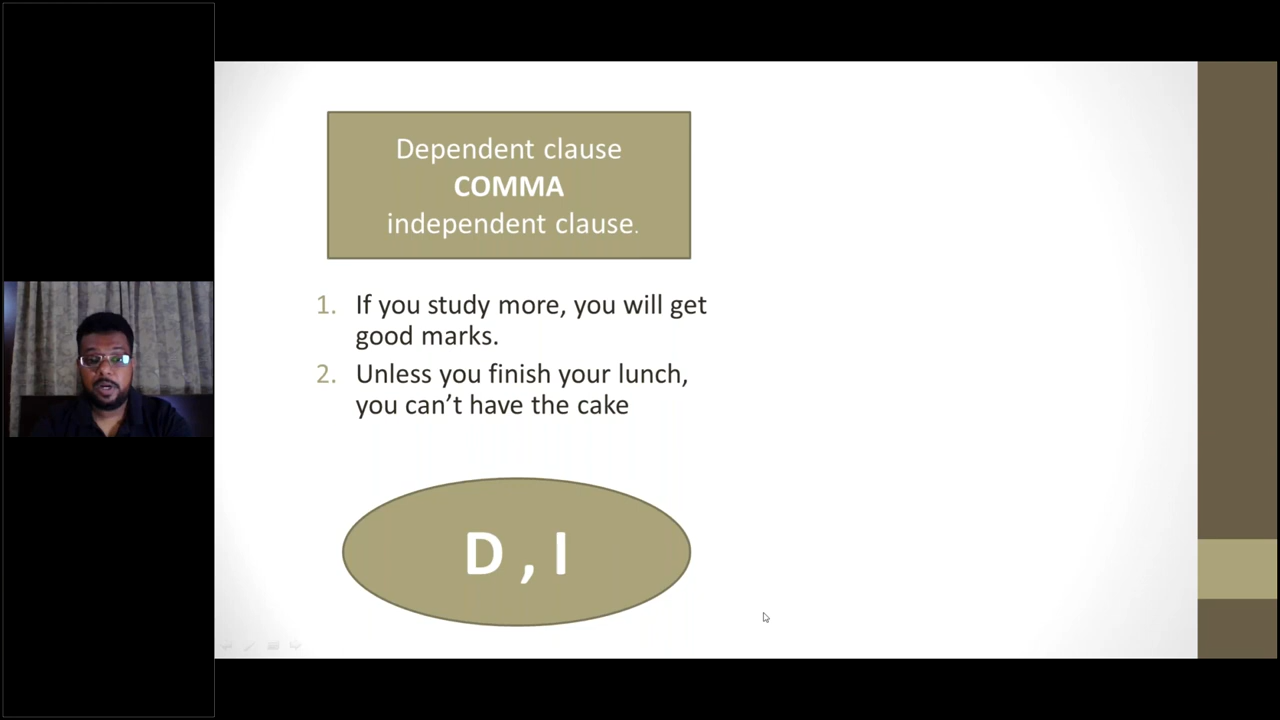 Dependent clause
COMMA
independent clause.
1. If you study more, you will get
good marks.
2. Unless you finish your lunch,
you can’t have the cake
D , I